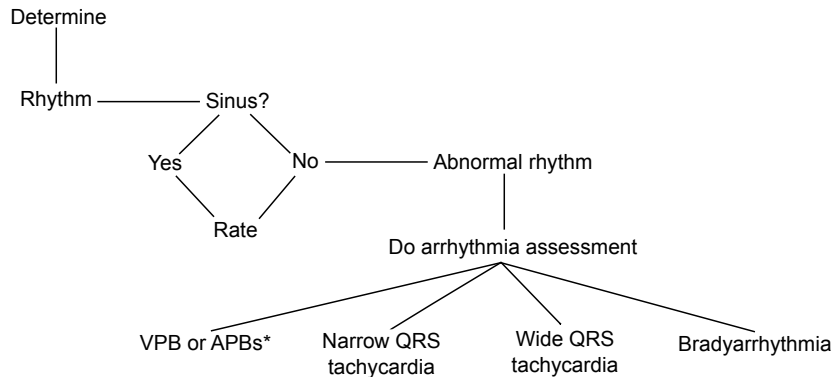 Determine
Rhythm
Sinus?
Yes
No
Abnormal rhythm
Rate
Do arrhythmia assessment
VPB or APBs*
Narrow QRS
tachycardia
Wide QRS
tachycardia
Bradyarrhythmia